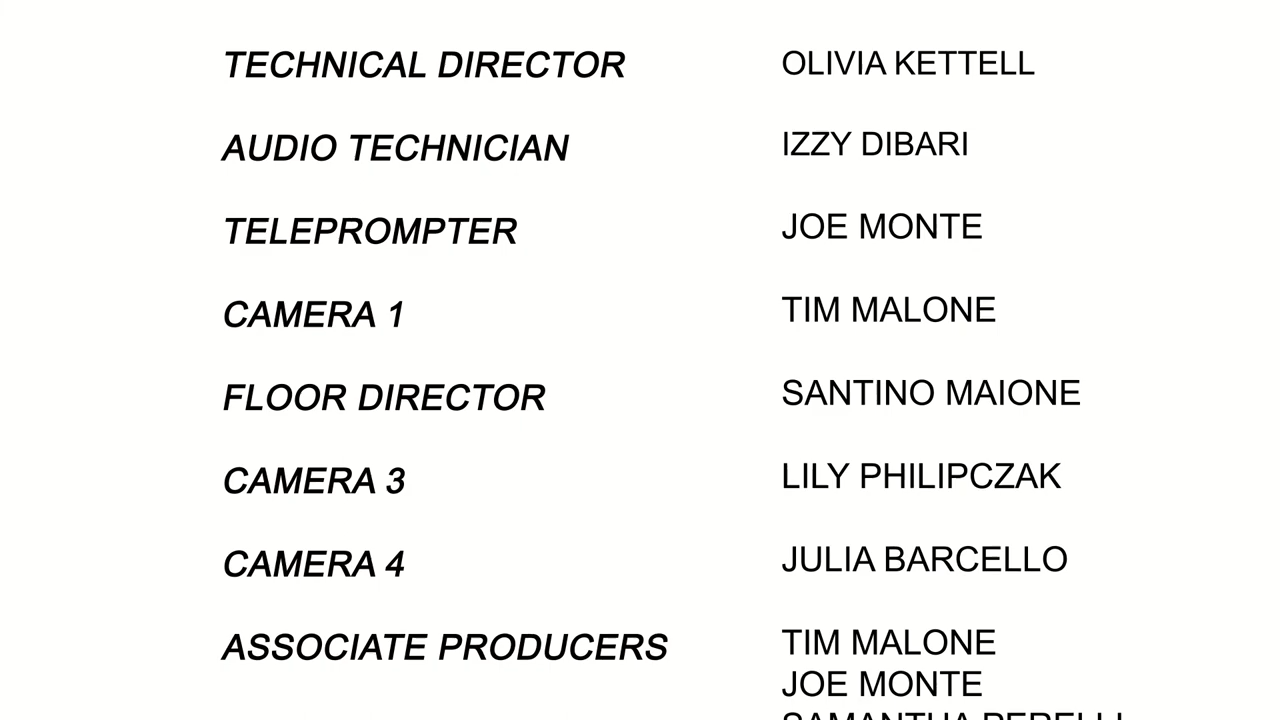 TECHNICAL DIRECTOR OLIVIA KETTELL
AUDIO TECHNICIAN IZZY DIBARI
TELEPROMPTER JOE MONTE
CAMERA 1 TIM MALONE
FLOOR DIRECTOR SANTINO MAIONE
CAMERA 3 LILY PHILIPCZAK
CAMERA 4 JULIA BARCELLO
ASSOCIATE PRODUCERS TIM MALONE
JOE MONTE